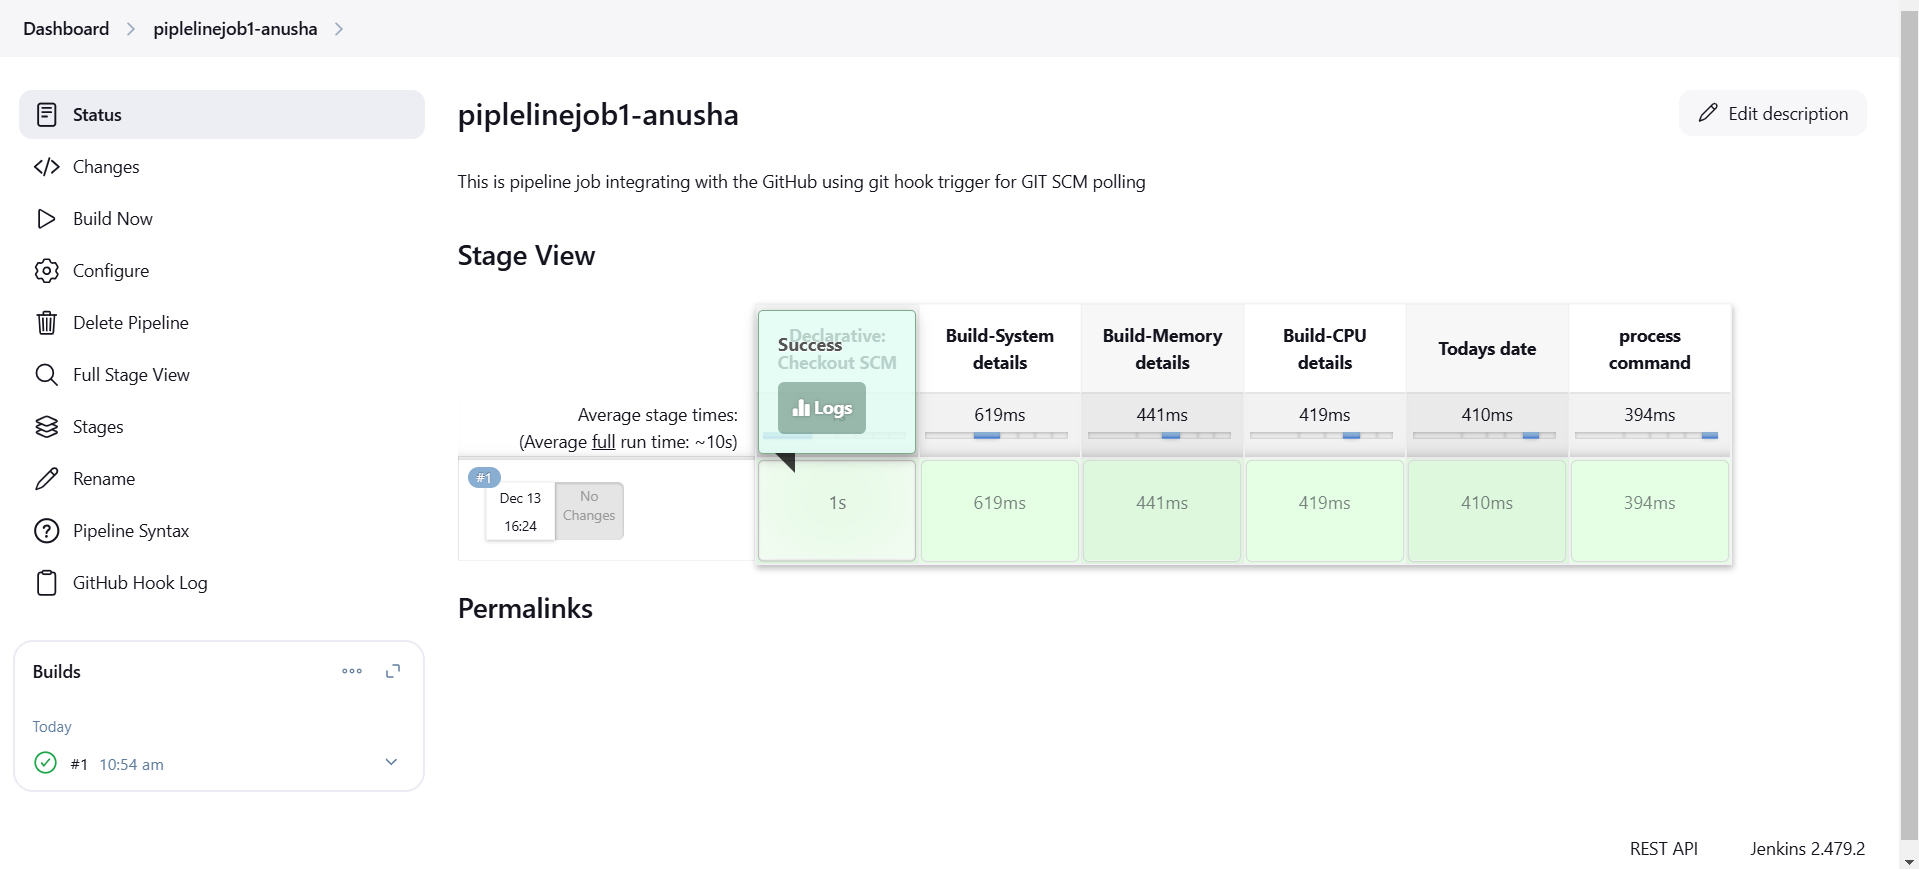 Dashboard
piplelinejob1-anusha
Status
Changes
Build Now
Configure
Delete Pipeline
Full Stage View
Stages
Rename
Pipeline Syntax
GitHub Hook Log
Builds
Today
#1 10:54 am
piplelinejob1-anusha
Edit description
This is pipeline job integrating with the GitHub using git hook trigger for GIT SCM polling
Stage View
Declarative:
Checkout SCM
Success
Logs
Build-System
details
Build-Memory
details
Build-CPU
details
Todays date
process
command
Average stage times:
(Average full run time: ~10s)
619ms
441ms
419ms
410ms
394ms
#1
Dec 13
16:24
No
Changes
1s
619ms
441ms
419ms
410ms
394ms
Permalinks
REST API
Jenkins 2.479.2